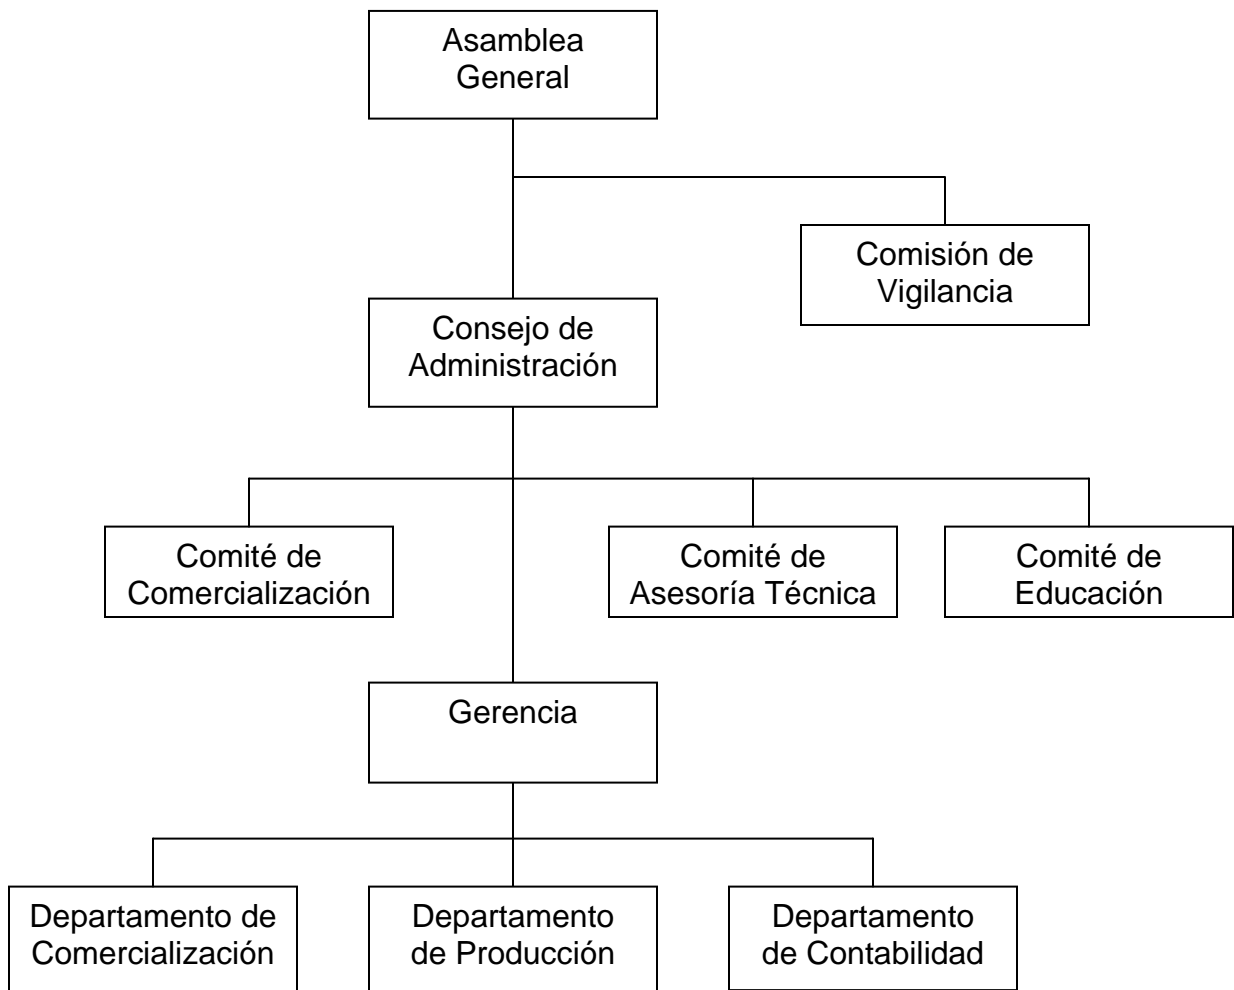 Asamblea
General
Comisión de
Vigilancia
Consejo de
Administración
Comité de
Comercialización
Comité de
Asesoría Técnica
Comité de
Educación
Gerencia
Departamento de
Comercialización
Departamento
de Producción
Departamento
de Contabilidad